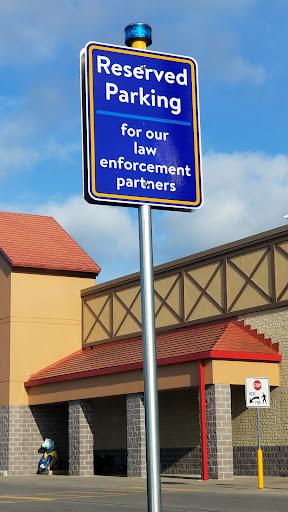 Reserved
Parking
for our
law
enforcement
partners